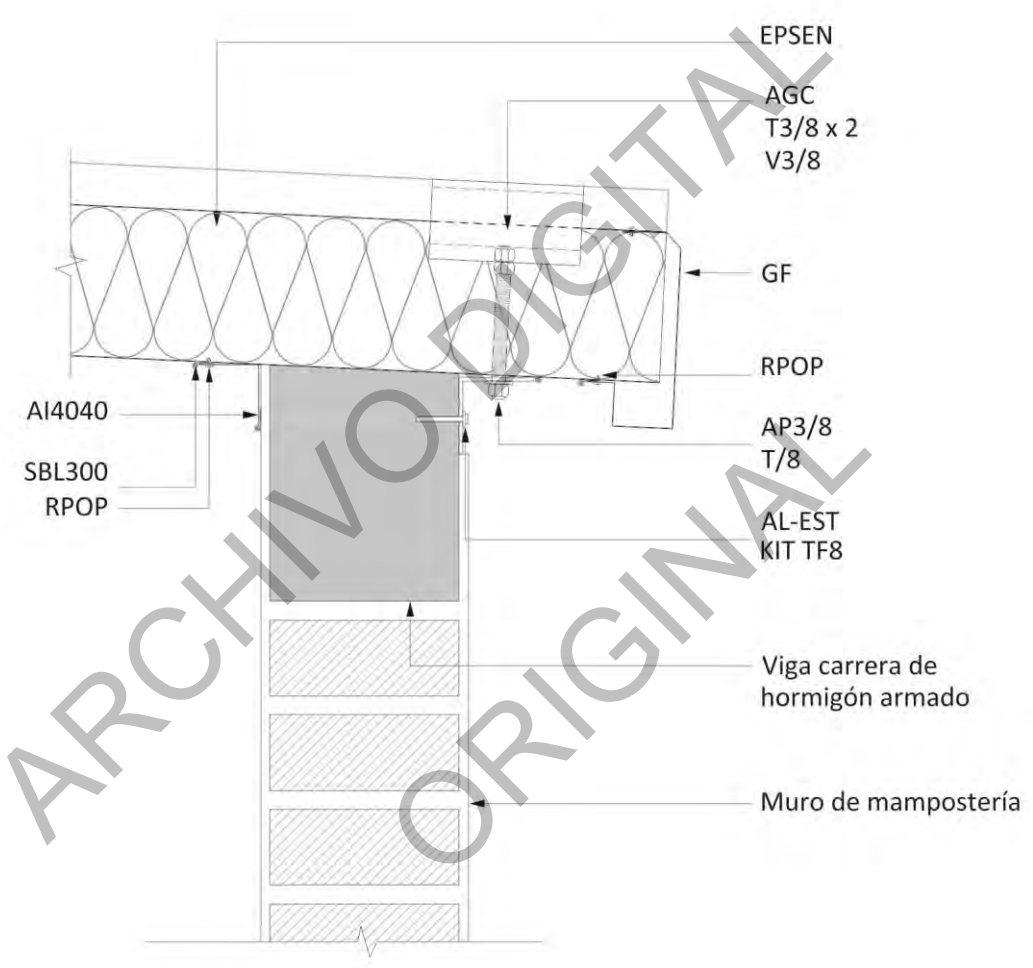 EPSEN
AGC
T3/8 x 2
V3/8
GF
RPOP
AI4040
AP3/8
T/8
SBL300
RPOP
AL-EST
KIT TF8
Viga carrera de
hormigón armado
Muro de mampostería
ARCHIVO DIGITAL
ORIGINAL